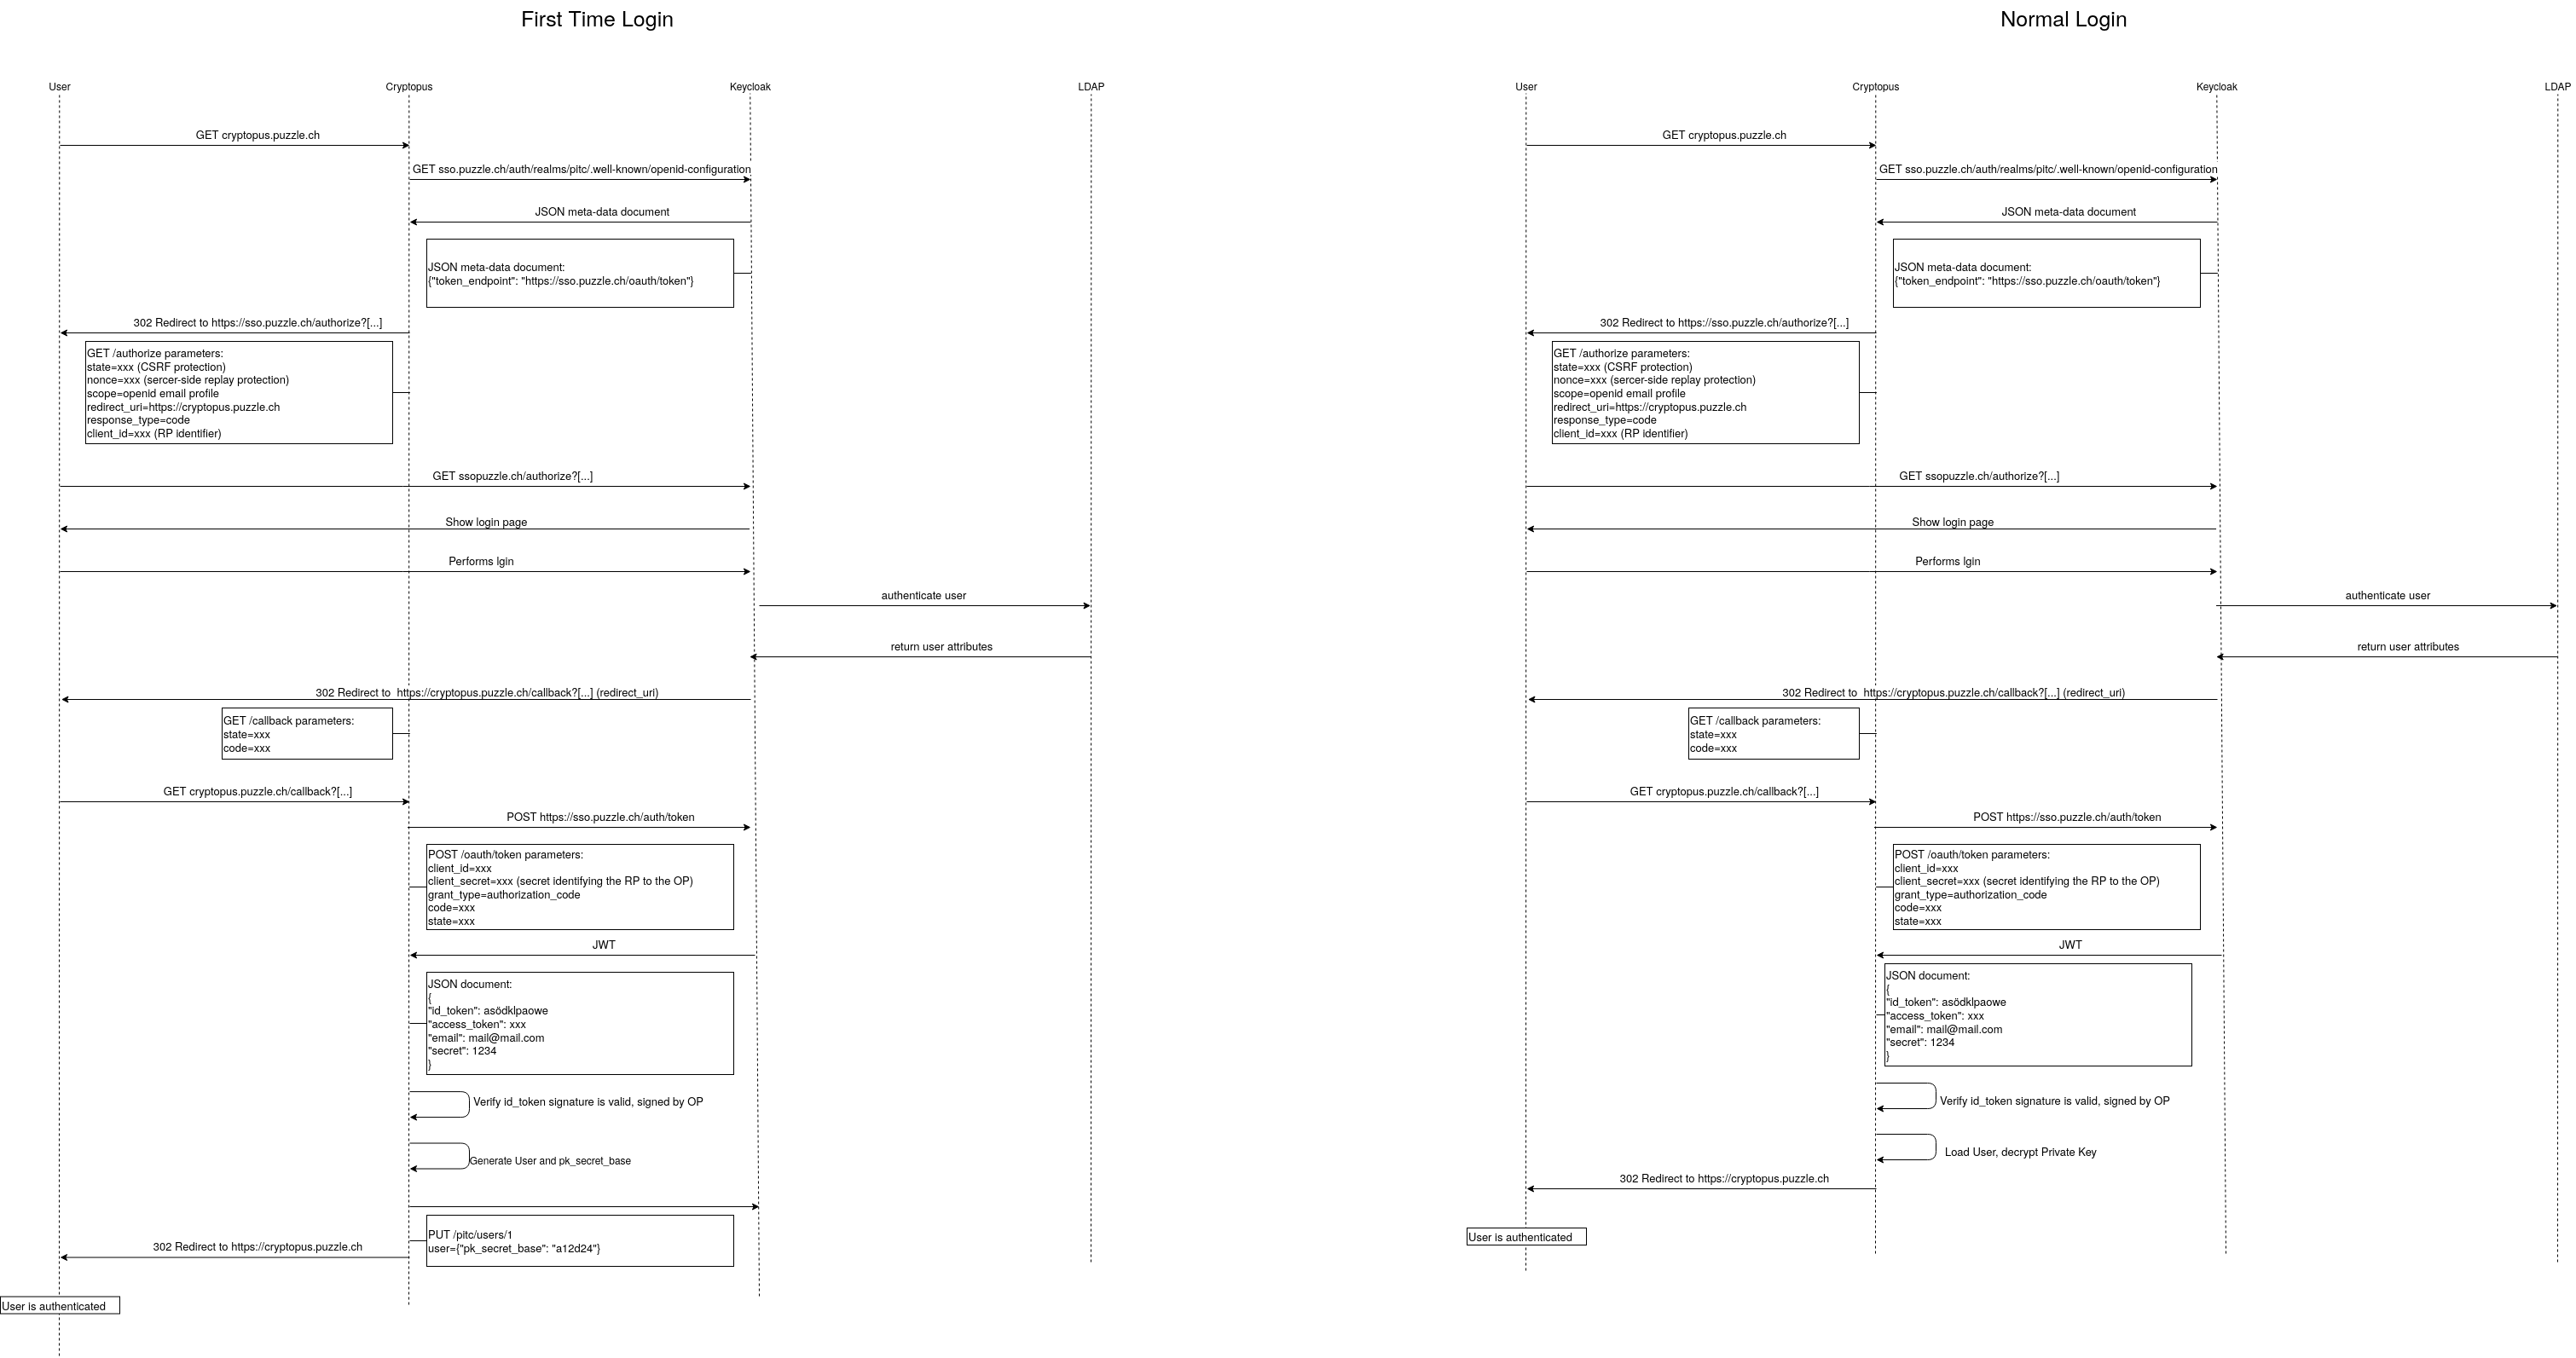 First Time Login
User
Cryptopus
Keycloak
LDAP
GET cryptopus.puzzle.ch
GET sso.puzzle.ch/auth/realms/pitc/.well-known/openid-configuration
JSON meta-data document
JSON meta-data document:
{"token_endpoint": "https://sso.puzzle.ch/oauth/token"}
302 Redirect to https://sso.puzzle.ch/authorize?[...]
GET /authorize parameters:
state=xxx (CSRF protection)
nonce=xxx (sercer-side replay protection)
scope=openid email profile
redirect_uri=https://cryptopus.puzzle.ch
response_type=code
client_id=xxx (RP identifier)
GET ssopuzzle.ch/authorize?[...]
Show login page
Performs lgin
authenticate user
return user attributes
302 Redirect to  https://cryptopus.puzzle.ch/callback?[...] (redirect_uri)
GET /callback parameters:
state=xxx
code=xxx
GET cryptopus.puzzle.ch/callback?[...]
POST https://sso.puzzle.ch/auth/token
POST /oauth/token parameters:
client_id=xxx
client_secret=xxx (secret identifying the RP to the OP)
grant_type=authorization_code
code=xxx
state=xxx
JWT
JSON document:
{
"id_token": asödklpaowe
"access_token": xxx
"email": mail@mail.com
"secret": 1234
}
Verify id_token signature is valid, signed by OP
Generate User and pk_secret_base
PUT /pitc/users/1
user={"pk_secret_base": "a12d24"}
302 Redirect to https://cryptopus.puzzle.ch
User is authenticated
Normal Login
User
Cryptopus
Keycloak
LDAP
GET cryptopus.puzzle.ch
GET sso.puzzle.ch/auth/realms/pitc/.well-known/openid-configuration
JSON meta-data document
JSON meta-data document:
{"token_endpoint": "https://sso.puzzle.ch/oauth/token"}
302 Redirect to https://sso.puzzle.ch/authorize?[...]
GET /authorize parameters:
state=xxx (CSRF protection)
nonce=xxx (sercer-side replay protection)
scope=openid email profile
redirect_uri=https://cryptopus.puzzle.ch
response_type=code
client_id=xxx (RP identifier)
GET ssopuzzle.ch/authorize?[...]
Show login page
Performs lgin
authenticate user
return user attributes
302 Redirect to  https://cryptopus.puzzle.ch/callback?[...] (redirect_uri)
GET /callback parameters:
state=xxx
code=xxx
GET cryptopus.puzzle.ch/callback?[...]
POST https://sso.puzzle.ch/auth/token
POST /oauth/token parameters:
client_id=xxx
client_secret=xxx (secret identifying the RP to the OP)
grant_type=authorization_code
code=xxx
state=xxx
JWT
JSON document:
{
"id_token": asödklpaowe
"access_token": xxx
"email": mail@mail.com
"secret": 1234
}
Verify id_token signature is valid, signed by OP
Load User, decrypt Private Key
302 Redirect to https://cryptopus.puzzle.ch
User is authenticated